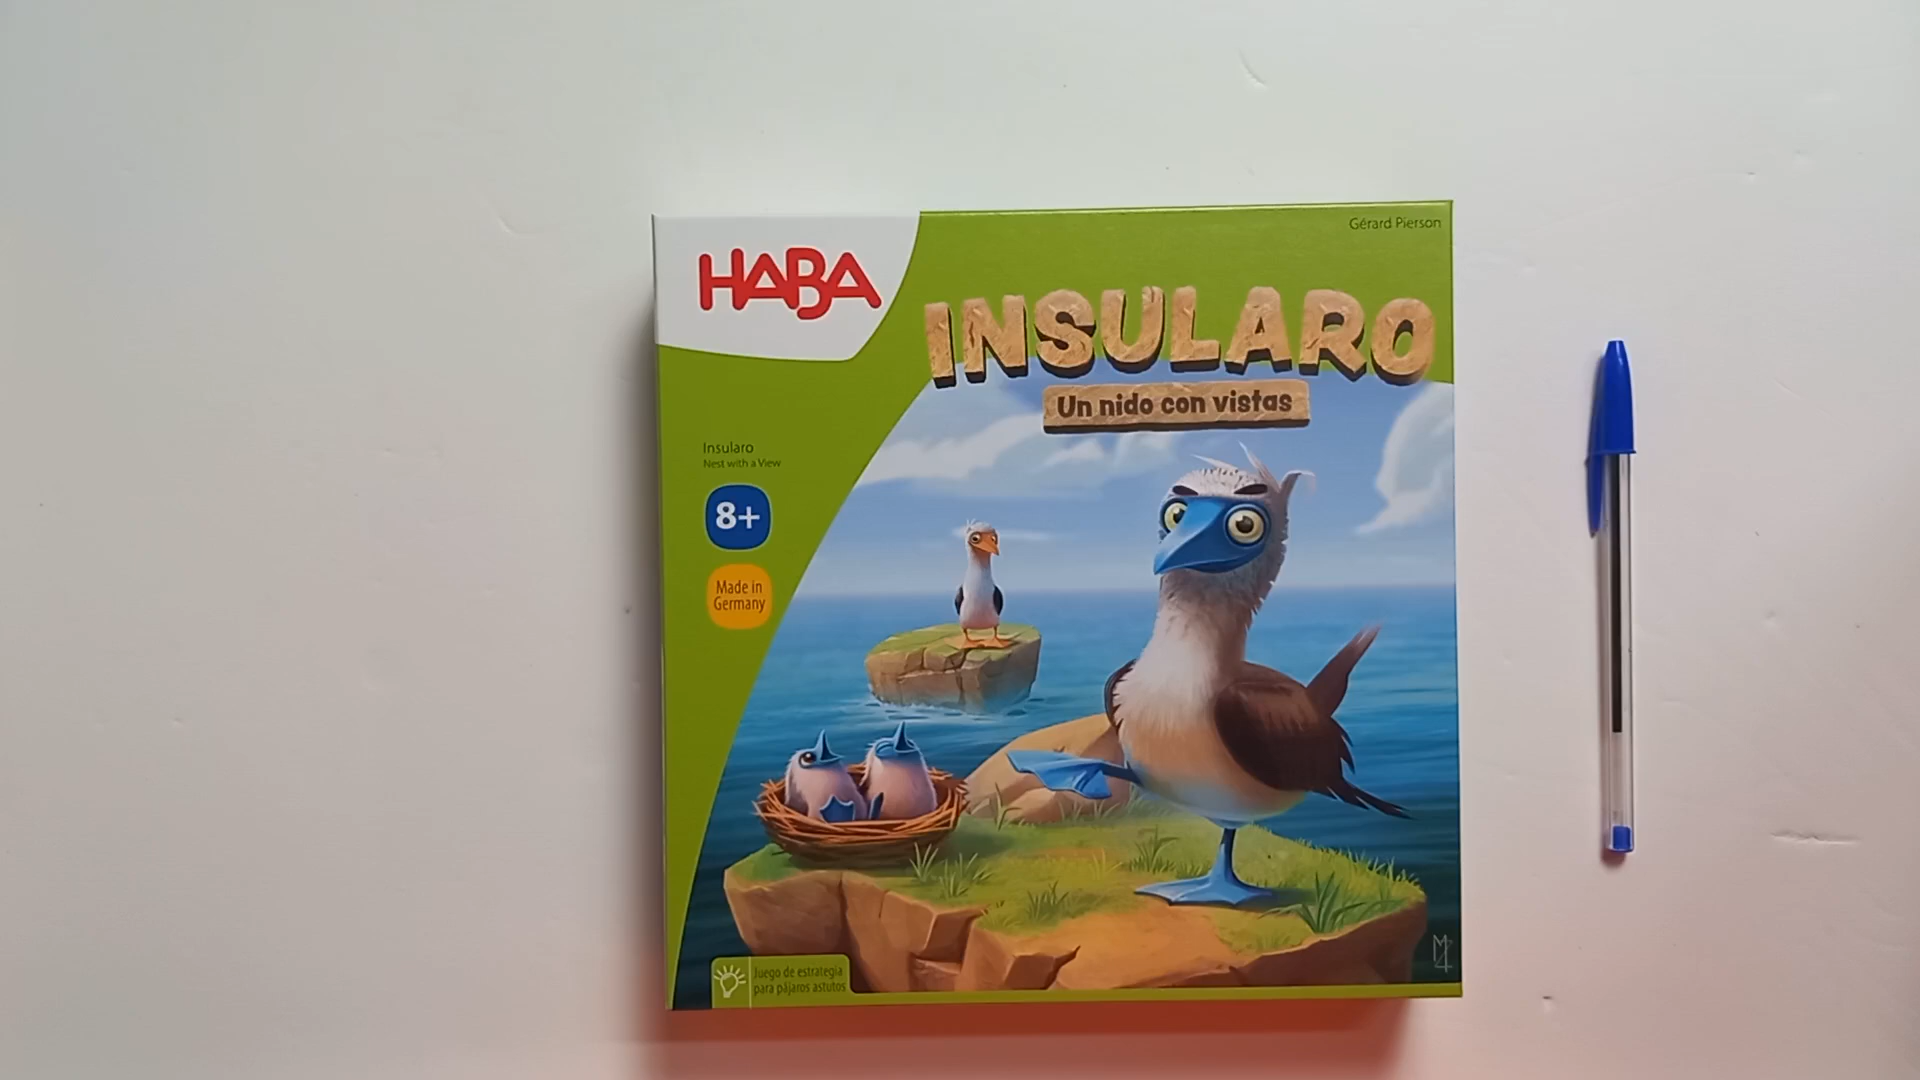 Gérard Pierson
HABA
INSULARO
Un nido con vistas
Insularo
Nest with a View
8+
Made in
Germany
Juego de estrategia
para pájaros astutos